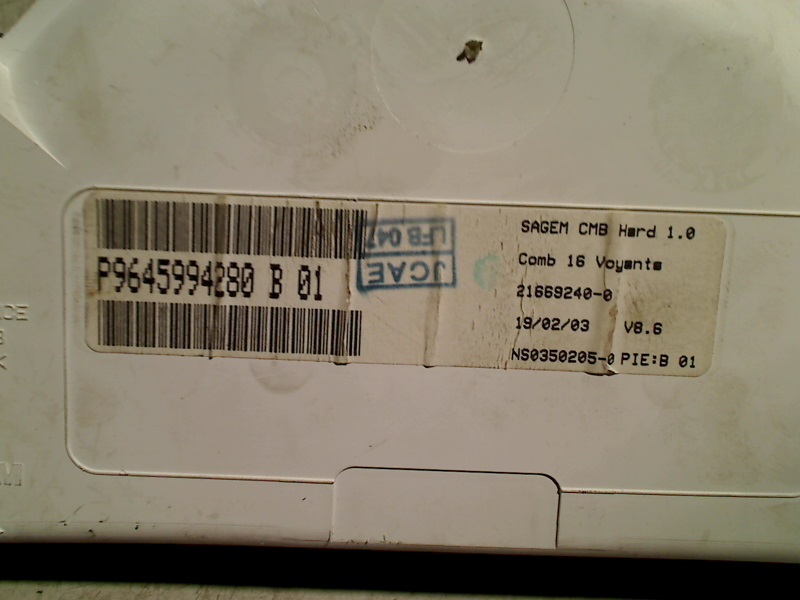 P9645994280 B 01
JCAE
LFB 047
SAGEM CMB Hard 1.0
Comb 16 Voyants
21669240-0
19/02/03 V8.6
NS0350205-0 PIE:B 01